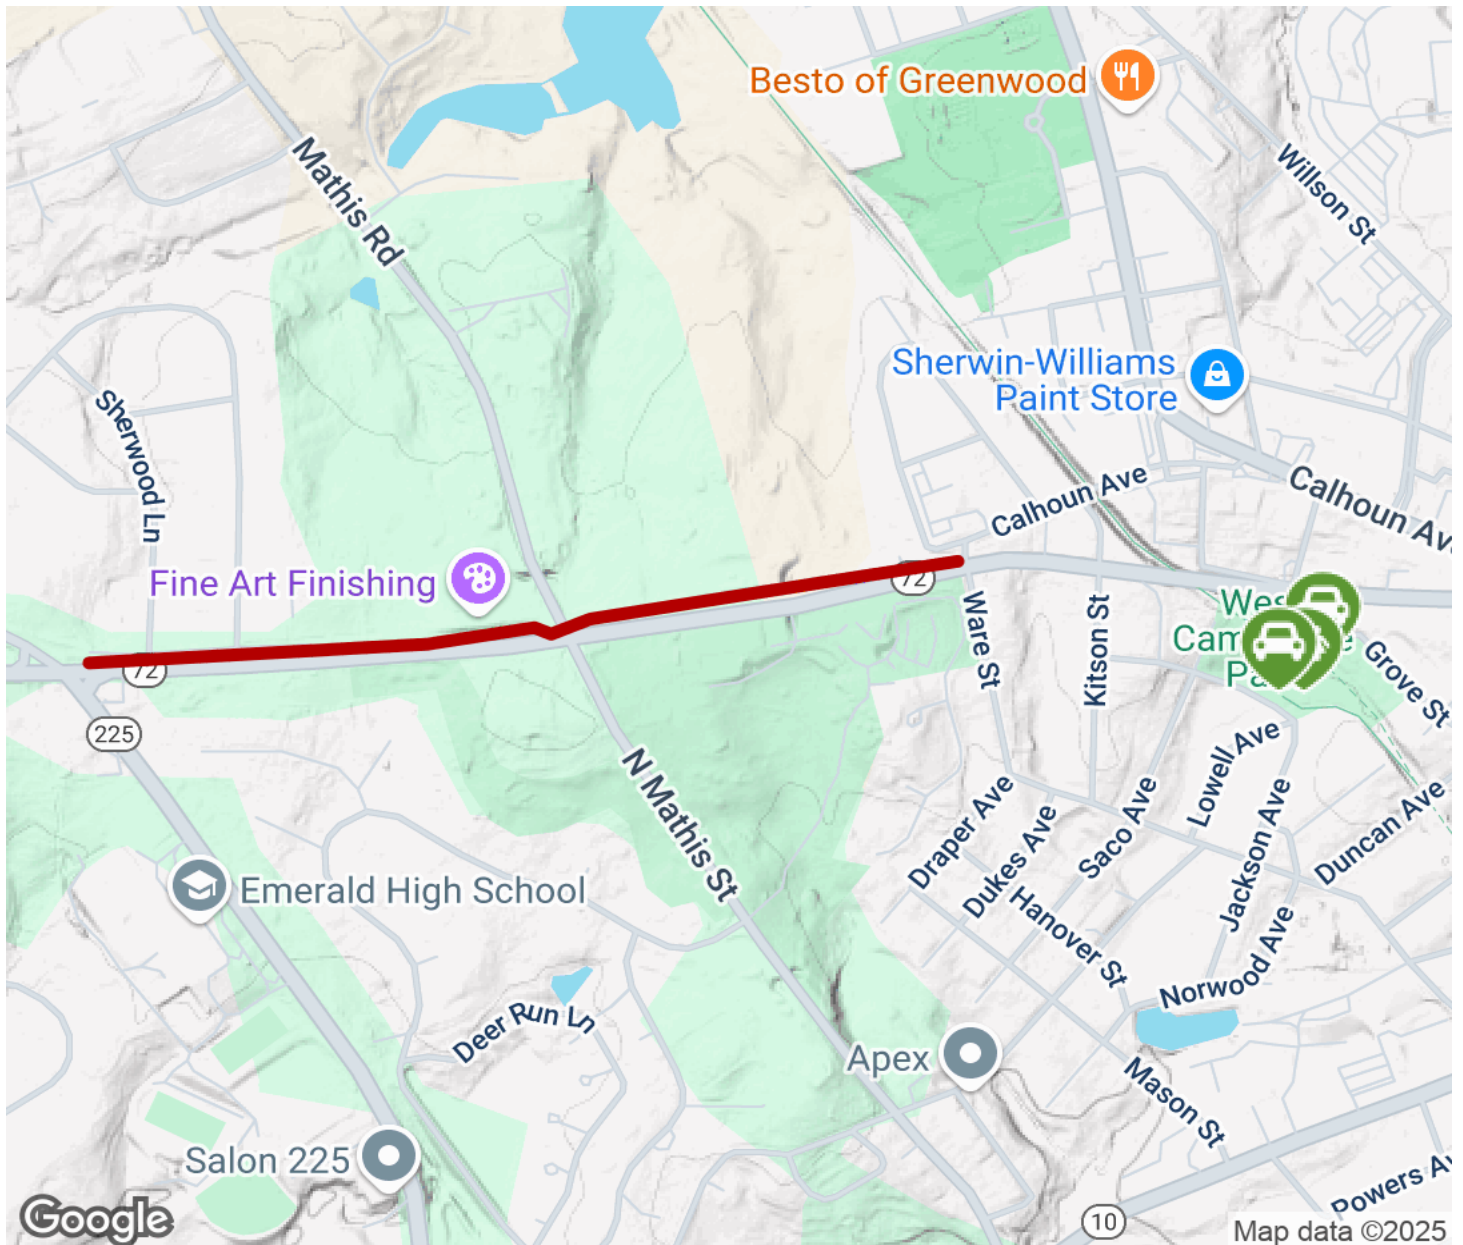 Besto of Greenwood
Willson St
Mathis Rd
Sherwin-Williams
Paint Store
Sherwood Ln
Calhoun Ave
Calhoun Av
Fine Art Finishing
72
72
Ware St
Kitson St
Wes
Cam e
Pa
Grove St
225
N Mathis St
Lowell Ave
Draper Ave
Dukes Ave
Saco Ave
Jackson Ave
Duncan Ave
Emerald High School
Hanover St
Norwood Ave
Deer Run Ln
Apex
Mason St
Salon 225
Powers Av
10
Google
Map data ©2025